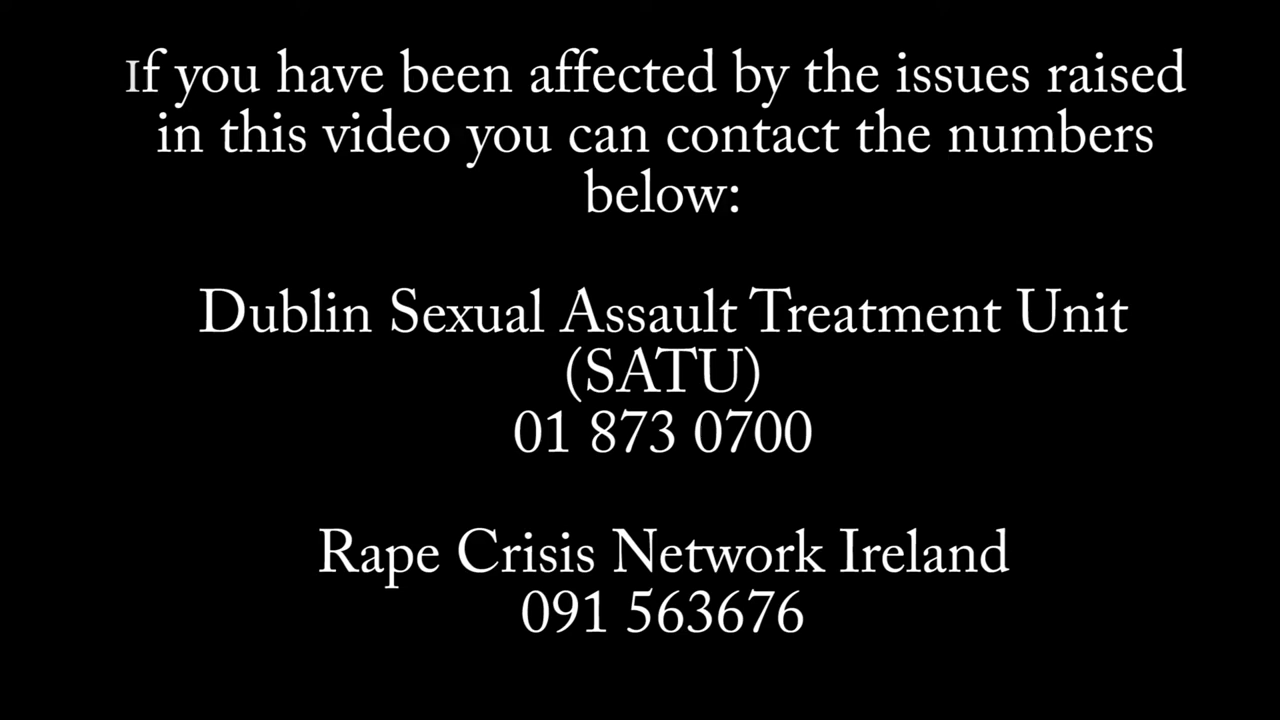 If you have been affected by the issues raised
in this video you can contact the numbers
below:
Dublin Sexual Assault Treatment Unit
(SATU)
01 873 0700
Rape Crisis Network Ireland
091 563676